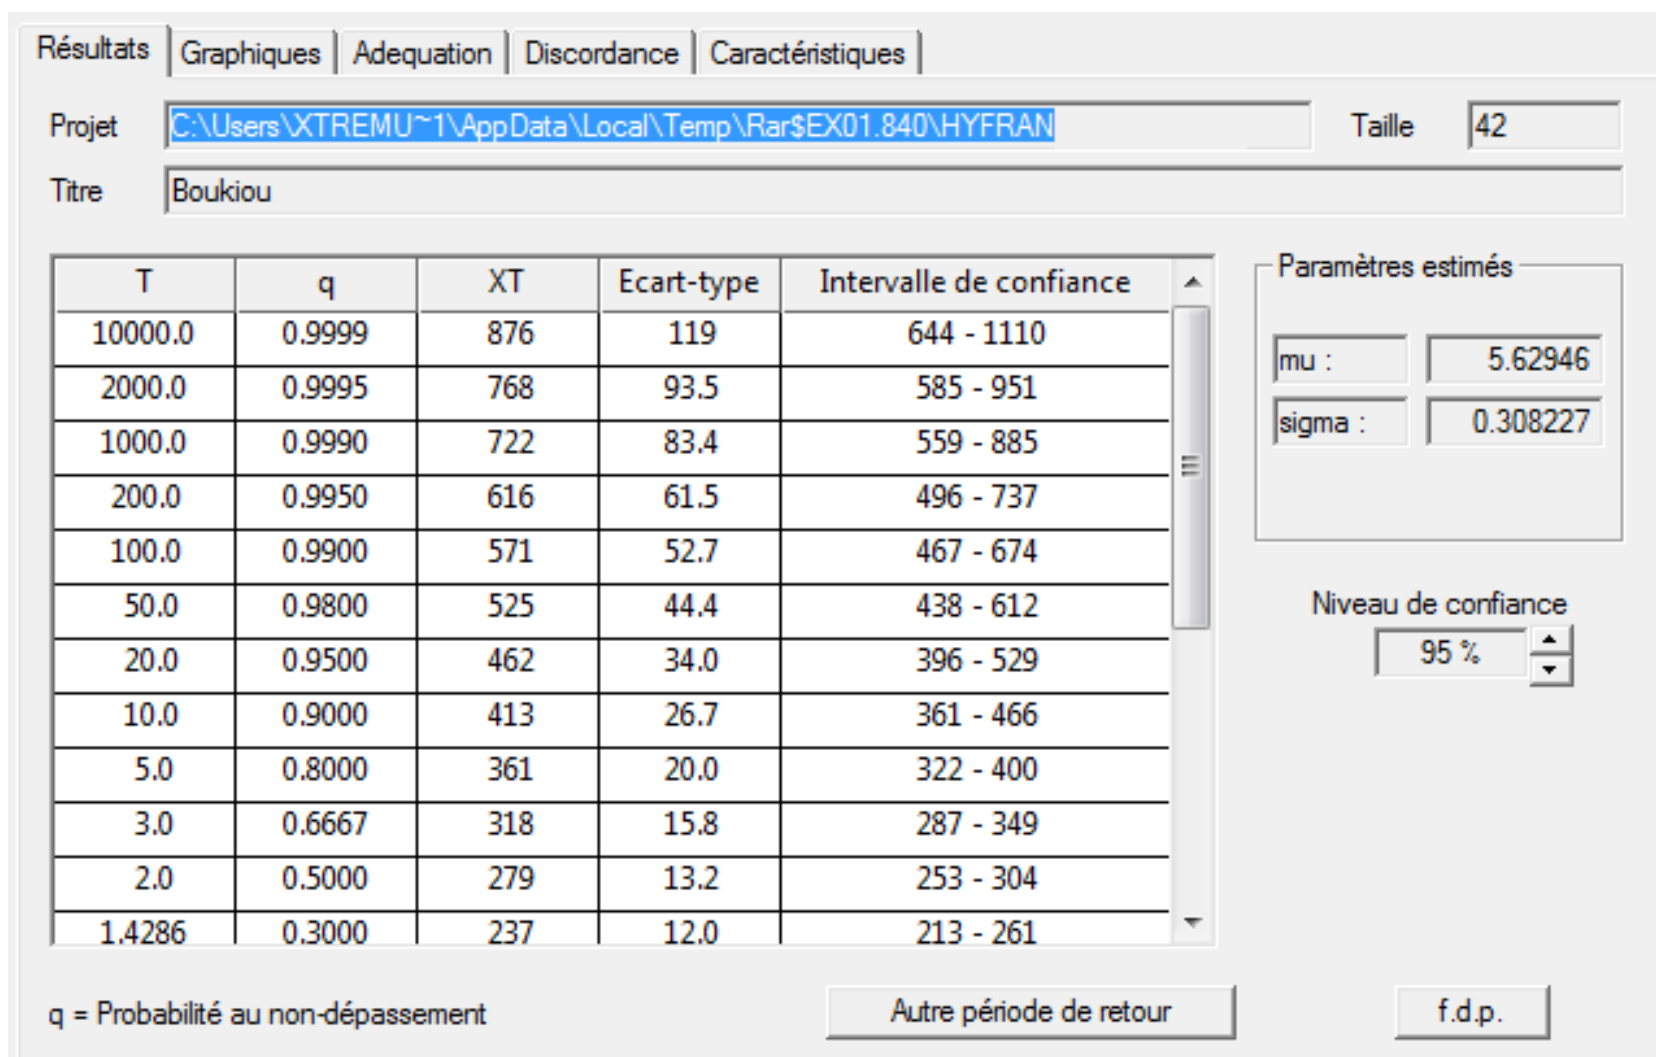 Résultats Graphiques Adequation Discordance Caractéristiques
Projet C:\Users\XTREMU~1\AppData\Local\Temp\Rar$EX01.840\HYFRAN Taille 42
Titre Boukiou
T q XT Ecart-type Intervalle de confiance
10000.0 0.9999 876 119 644 - 1110
2000.0 0.9995 768 93.5 585 - 951
1000.0 0.9990 722 83.4 559 - 885
200.0 0.9950 616 61.5 496 - 737
100.0 0.9900 571 52.7 467 - 674
50.0 0.9800 525 44.4 438 - 612
20.0 0.9500 462 34.0 396 - 529
10.0 0.9000 413 26.7 361 - 466
5.0 0.8000 361 20.0 322 - 400
3.0 0.6667 318 15.8 287 - 349
2.0 0.5000 279 13.2 253 - 304
1.4286 0.3000 237 12.0 213 - 261
Paramètres estimés
mu : 5.62946
sigma : 0.308227
Niveau de confiance
95 %
q = Probabilité au non-dépassement
Autre période de retour
f.d.p.